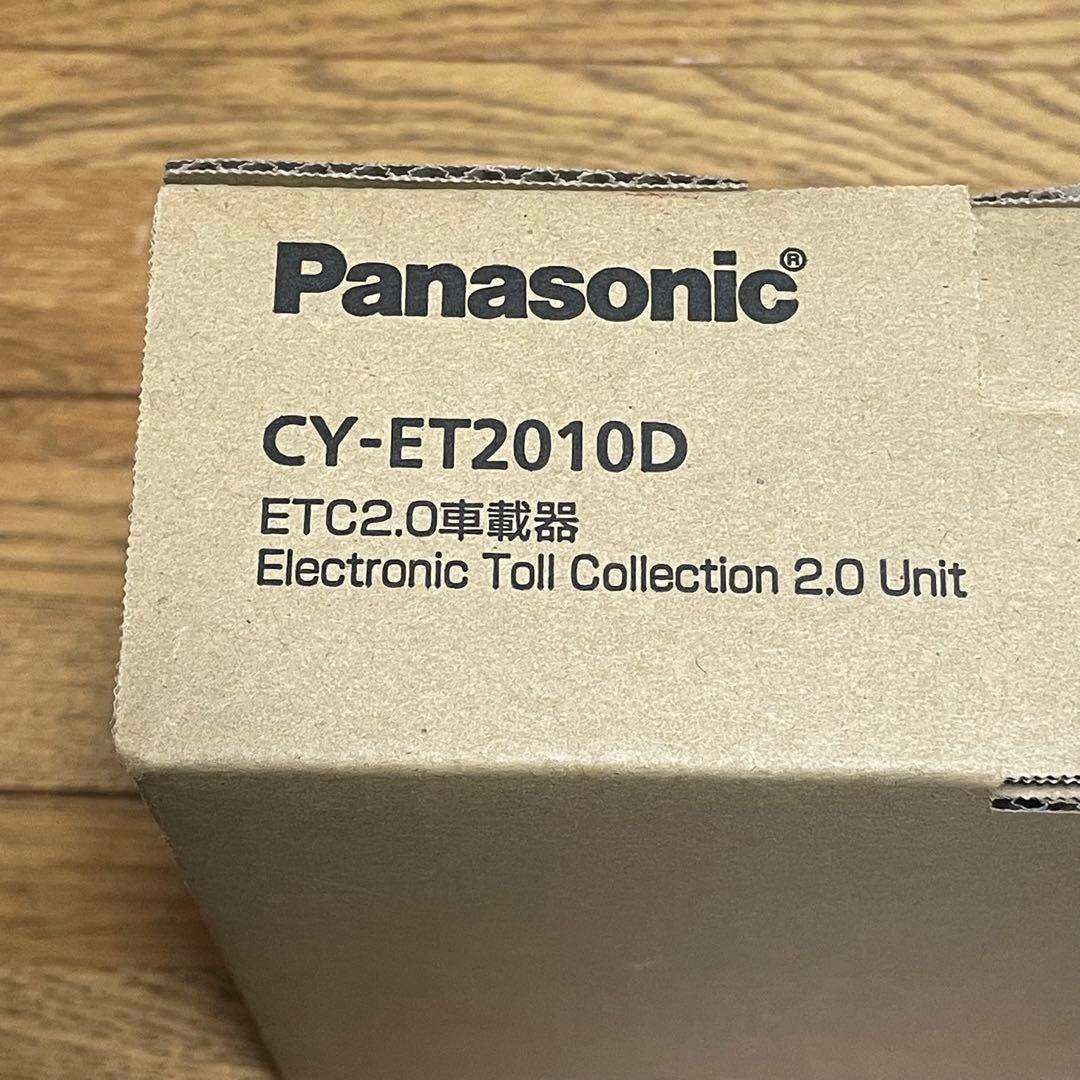 Panasonic®
CY-ET2010D
ETC2.0車載器
Electronic Toll Collection 2.0 Unit